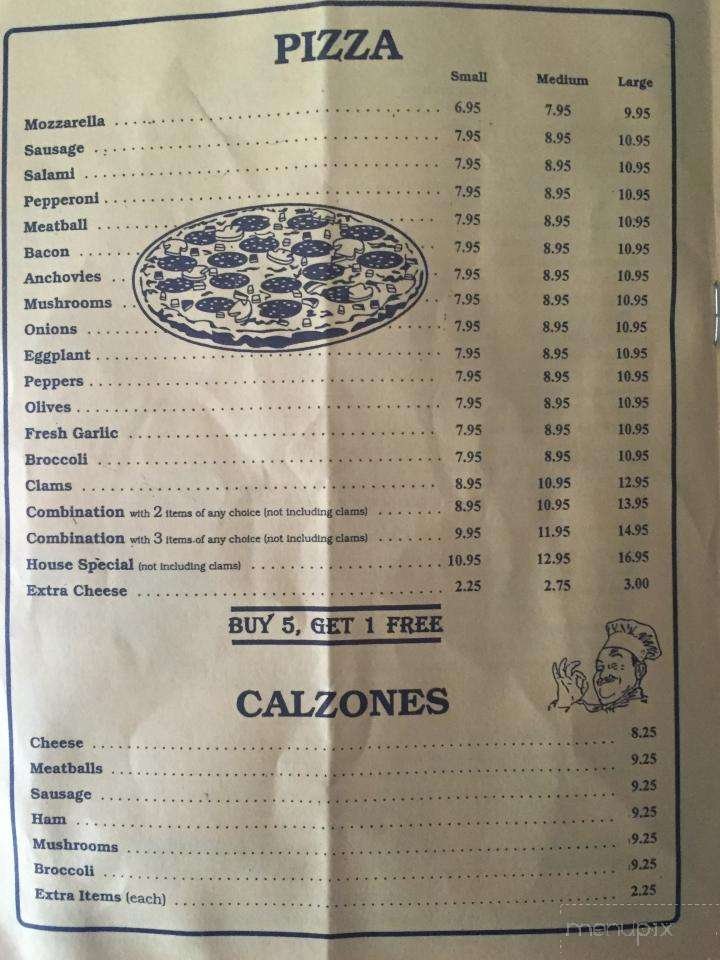 PIZZA
Small Medium Large
Mozzarella 6.95 7.95 9.95
Sausage 7.95 8.95 10.95
Salami 7.95 8.95 10.95
Pepperoni 7.95 8.95 10.95
Meatball 7.95 8.95 10.95
Bacon 7.95 8.95 10.95
Anchovies 7.95 8.95 10.95
Mushrooms 7.95 8.95 10.95
Onions 7.95 8.95 10.95
Eggplant 7.95 8.95 10.95
Peppers 7.95 8.95 10.95
Olives 7.95 8.95 10.95
Fresh Garlic 7.95 8.95 10.95
Broccoli 7.95 8.95 10.95
Clams 8.95 10.95 12.95
Combination with 2 items of any choice (not including clams) 8.95 10.95 13.95
Combination with 3 items of any choice (not including clams) 9.95 11.95 14.95
House Special (not including clams) 10.95 12.95 16.95
Extra Cheese 2.25 2.75 3.00
BUY 5, GET 1 FREE
CALZONES
Cheese 8.25
Meatballs 9.25
Sausage 9.25
Ham 9.25
Mushrooms 9.25
Broccoli 9.25
Extra Items (each) 2.25
menupix